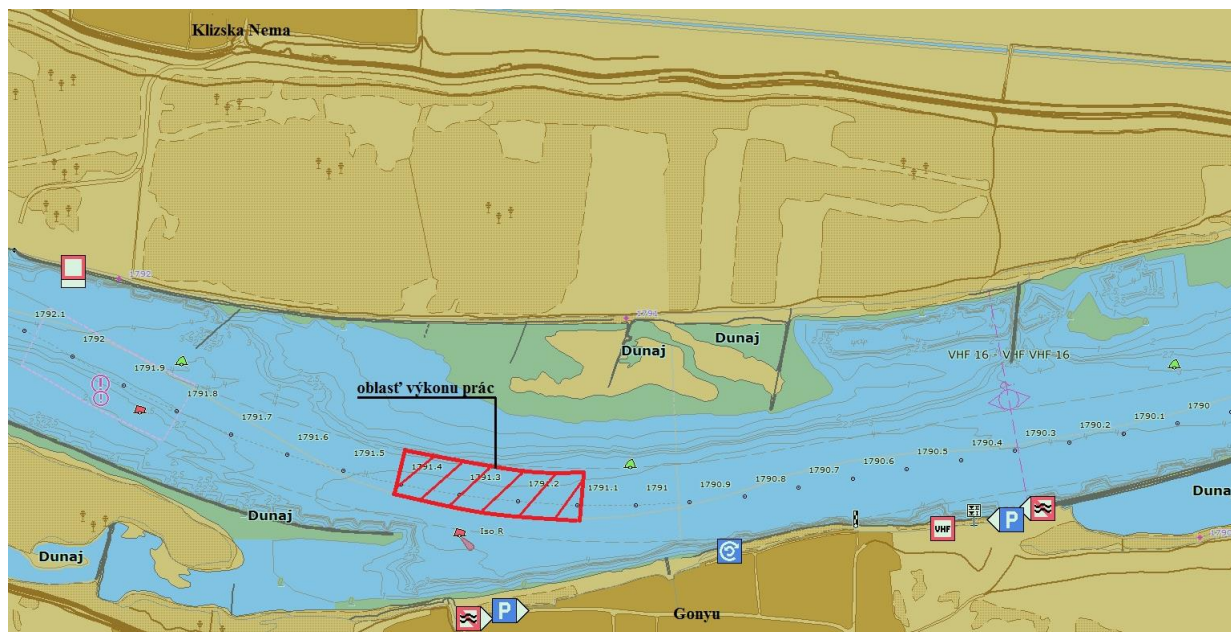 Klizska Nema
1792
1792.1
1792
1791.9
1791.8
1791.7
1791.6
1791.5
1791.4
1791.3
1791.2
1791.1
1791
1790.9
1790.8
1790.7
1790.6
1790.5
1790.4
1790.3
1790.2
1790.1
1790
1791
Dunaj
Dunaj
VHF 16 - VHF VHF 16
oblasť výkonu prác
Iso R
Dunaj
Dunaj
Duna
VHF
P
P
Gonyu